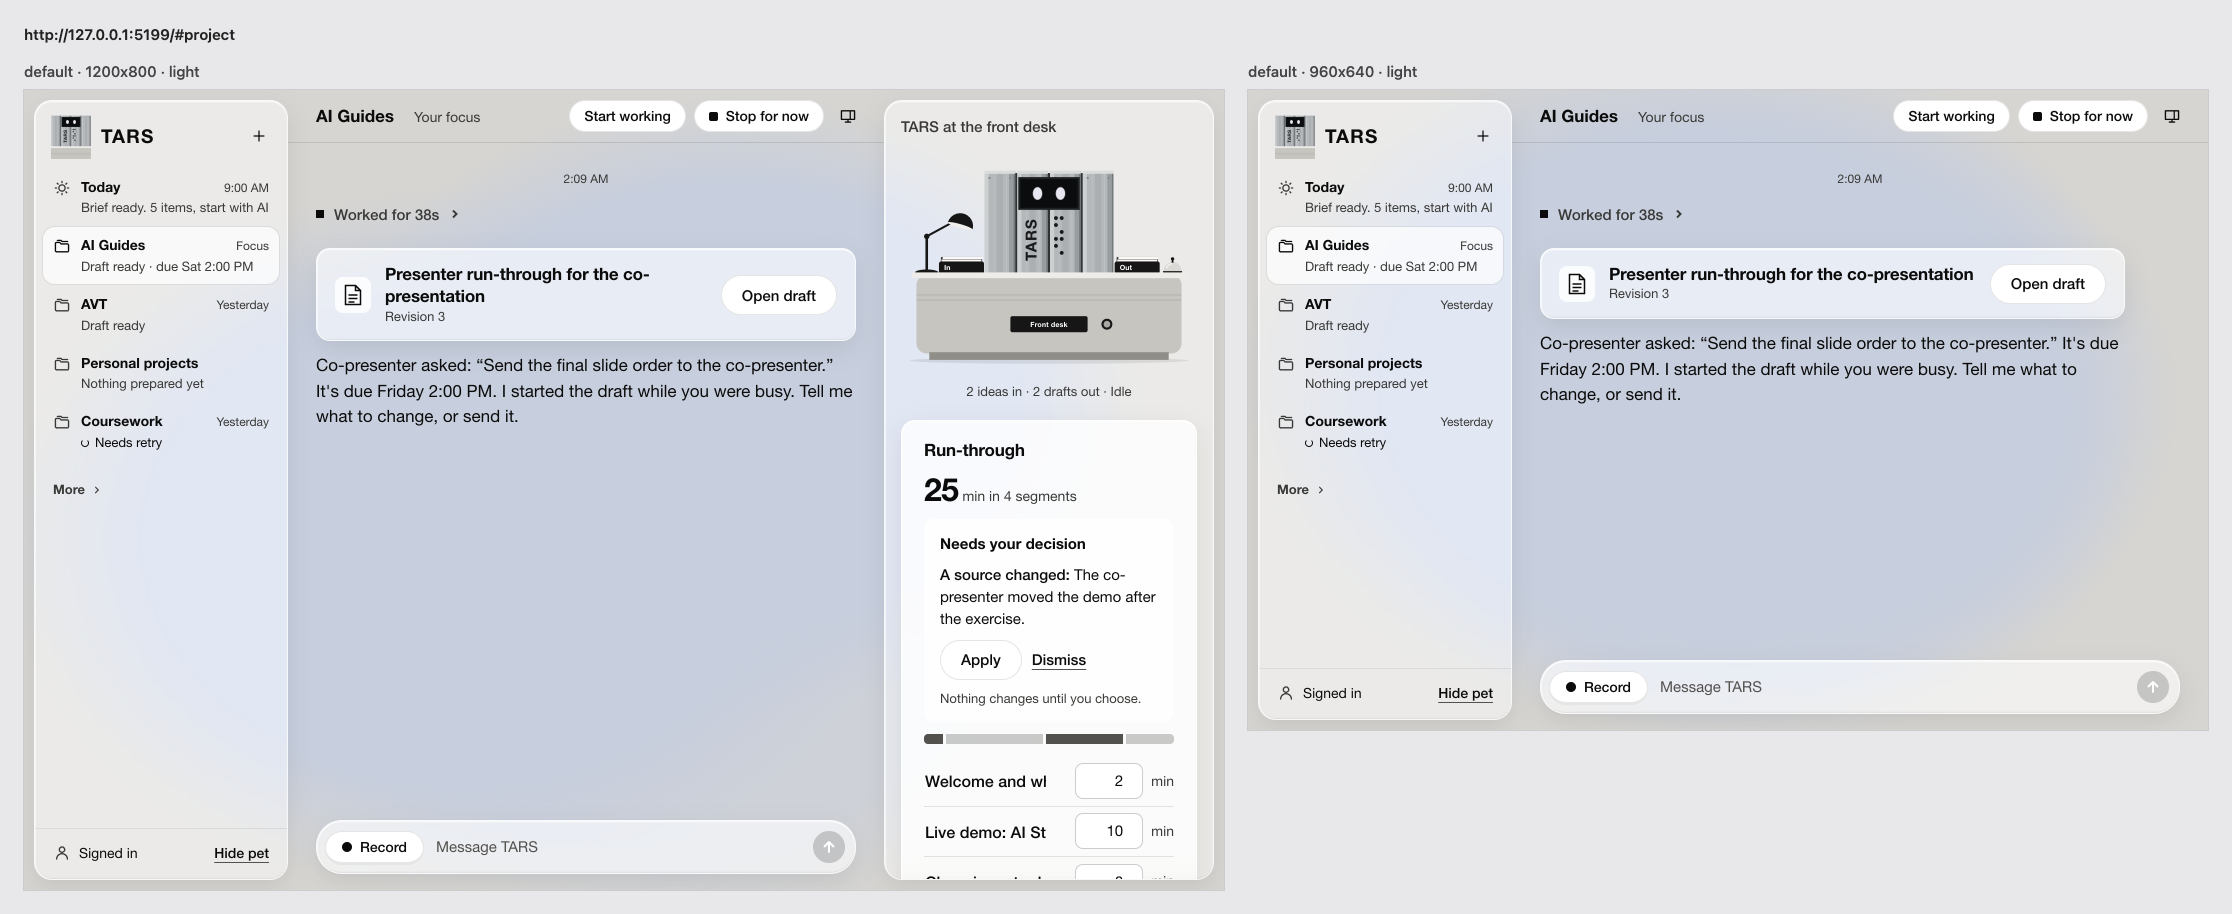 http://127.0.0.1:5199/#project
default · 1200x800 · light
TARS
TARS
Today 9:00 AM
Brief ready. 5 items, start with AI
AI Guides Focus
Draft ready · due Sat 2:00 PM
AVT Yesterday
Draft ready
Personal projects
Nothing prepared yet
Coursework Yesterday
Needs retry
More
Signed in Hide pet
AI Guides Your focus Start working Stop for now
2:09 AM
Worked for 38s
Presenter run-through for the co-
presentation
Revision 3
Open draft
Co-presenter asked: “Send the final slide order to the co-presenter.”
It's due Friday 2:00 PM. I started the draft while you were busy. Tell me
what to change, or send it.
Record Message TARS
TARS at the front desk
TARS
In
Out
Front desk
2 ideas in · 2 drafts out · Idle
Run-through
25 min in 4 segments
Needs your decision
A source changed: The co-
presenter moved the demo after
the exercise.
Apply Dismiss
Nothing changes until you choose.
Welcome and wl 2 min
Live demo: AI St 10 min
default · 960x640 · light
TARS
TARS
Today 9:00 AM
Brief ready. 5 items, start with AI
AI Guides Focus
Draft ready · due Sat 2:00 PM
AVT Yesterday
Draft ready
Personal projects
Nothing prepared yet
Coursework Yesterday
Needs retry
More
Signed in Hide pet
AI Guides Your focus Start working Stop for now
2:09 AM
Worked for 38s
Presenter run-through for the co-presentation
Revision 3
Open draft
Co-presenter asked: “Send the final slide order to the co-presenter.” It's due
Friday 2:00 PM. I started the draft while you were busy. Tell me what to
change, or send it.
Record Message TARS